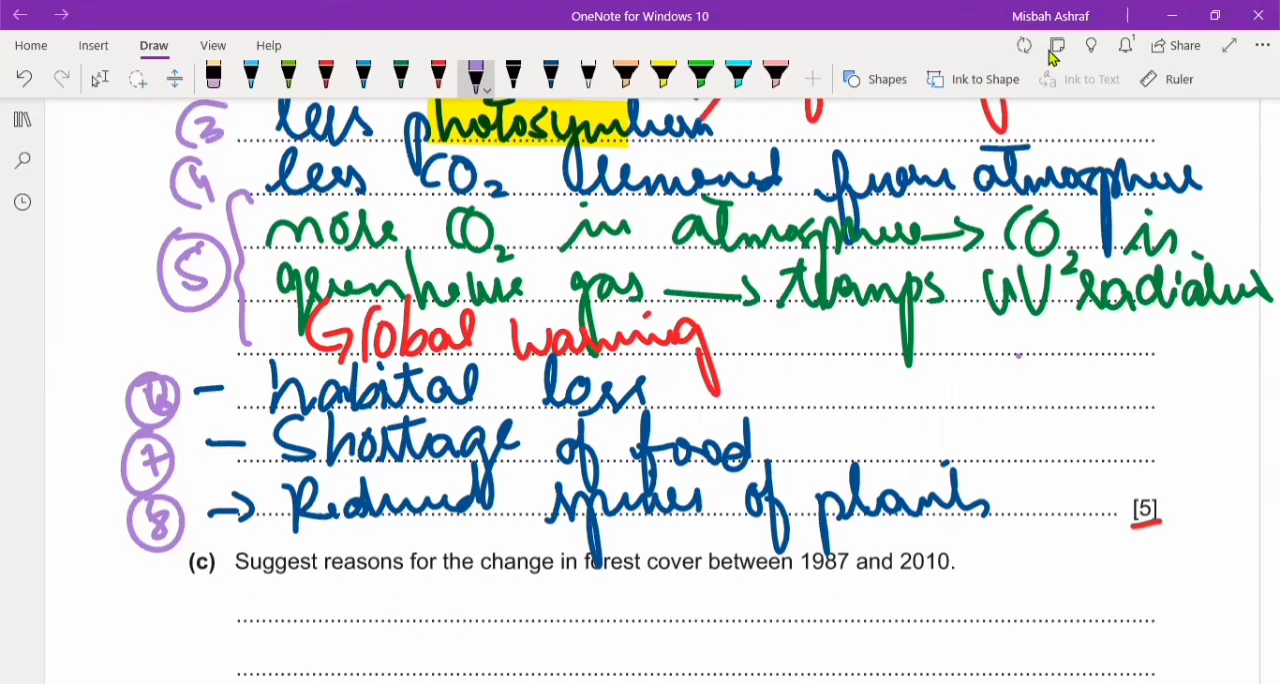 OneNote for Windows 10
Misbah Ashraf
Home Insert Draw View Help
1
Share
Shapes Ink to Shape Ink to Text Ruler
3 less photosynthesis
4 less CO2 removed from atmosphere
5 more CO2 in atmosphere → CO2 is
greenhouse gas → traps UV radiation
Global warming
6 - habital loss
7 - Shortage of food
8 → Reduced species of plants [5]
(c) Suggest reasons for the change in forest cover between 1987 and 2010.